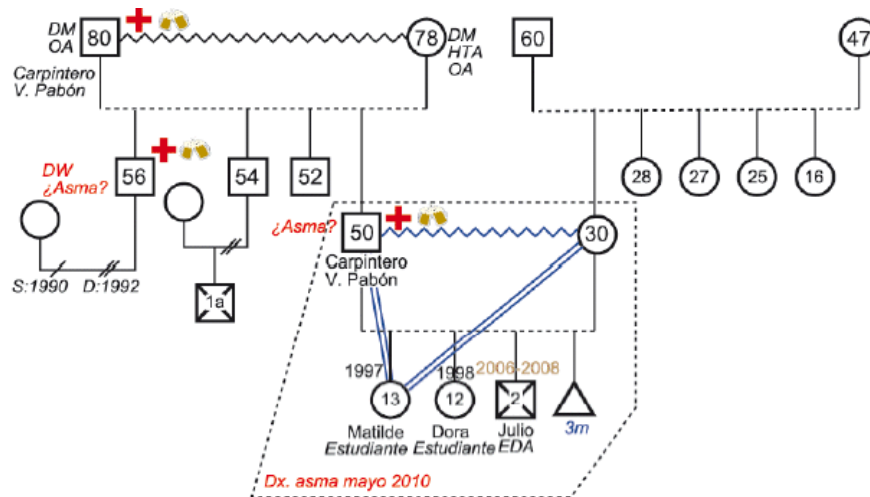 DM
OA
80
78
DM
HTA
OA
60
47
Carpintero
V. Pabón
DW
¿Asma?
56
54
52
28
27
25
16
¿Asma?
50
30
Carpintero
V. Pabón
S:1990
D:1992
1a
1997
1998
2006-2008
13
12
2
3m
Matilde
Estudiante
Dora
Estudiante
Julio
EDA
Dx. asma mayo 2010